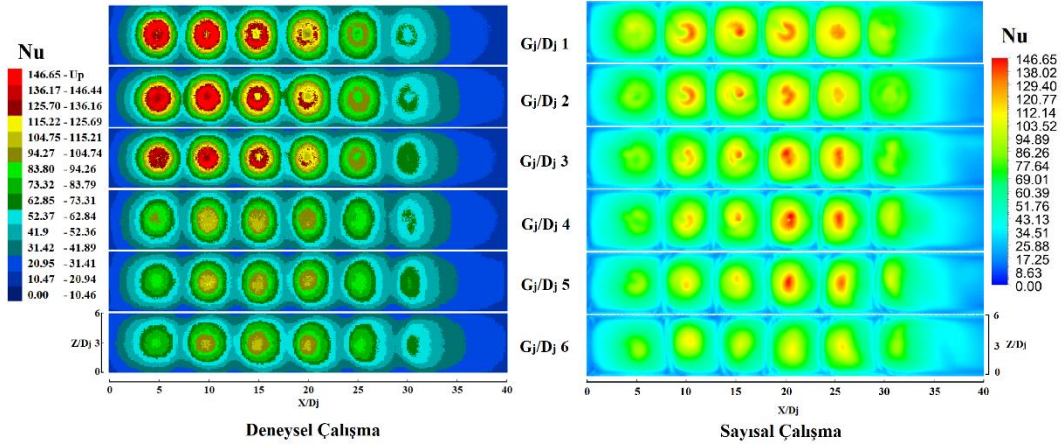 Nu
146.65 - Up
136.17 - 146.44
125.70 - 136.16
115.22 - 125.69
104.75 - 115.21
94.27 - 104.74
83.80 - 94.26
73.32 - 83.79
62.85 - 73.31
52.37 - 62.84
41.9 - 52.36
31.42 - 41.89
20.95 - 31.41
10.47 - 20.94
0.00 - 10.46
6
Z/Dj 3
0
0 5 10 15 20 25 30 35 40
X/Dj
Deneysel Çalışma
Gj/Dj 1
Gj/Dj 2
Gj/Dj 3
Gj/Dj 4
Gj/Dj 5
Gj/Dj 6
Nu
146.65
138.02
129.40
120.77
112.14
103.52
94.89
86.26
77.64
69.01
60.39
51.76
43.13
34.51
25.88
17.25
8.63
0.00
6
3 Z/Dj
0
0 5 10 15 20 25 30 35 40
X/Dj
Sayısal Çalışma